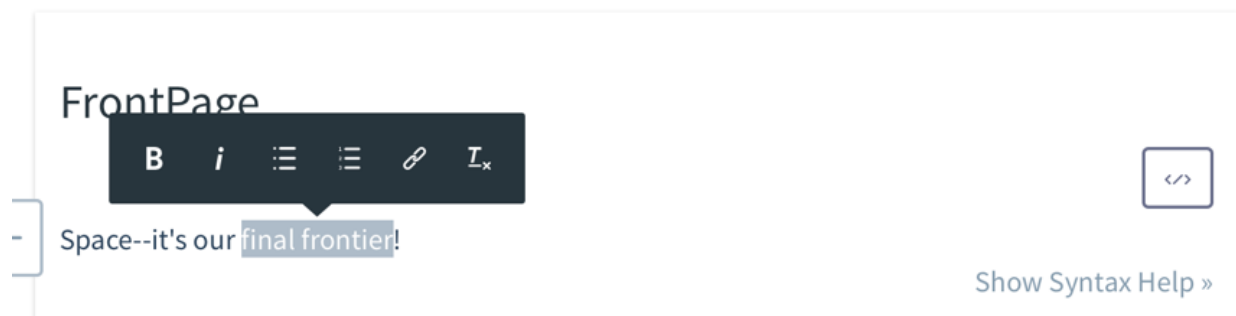 FrontPage
B i
Space--it's our final frontier!
Show Syntax Help »